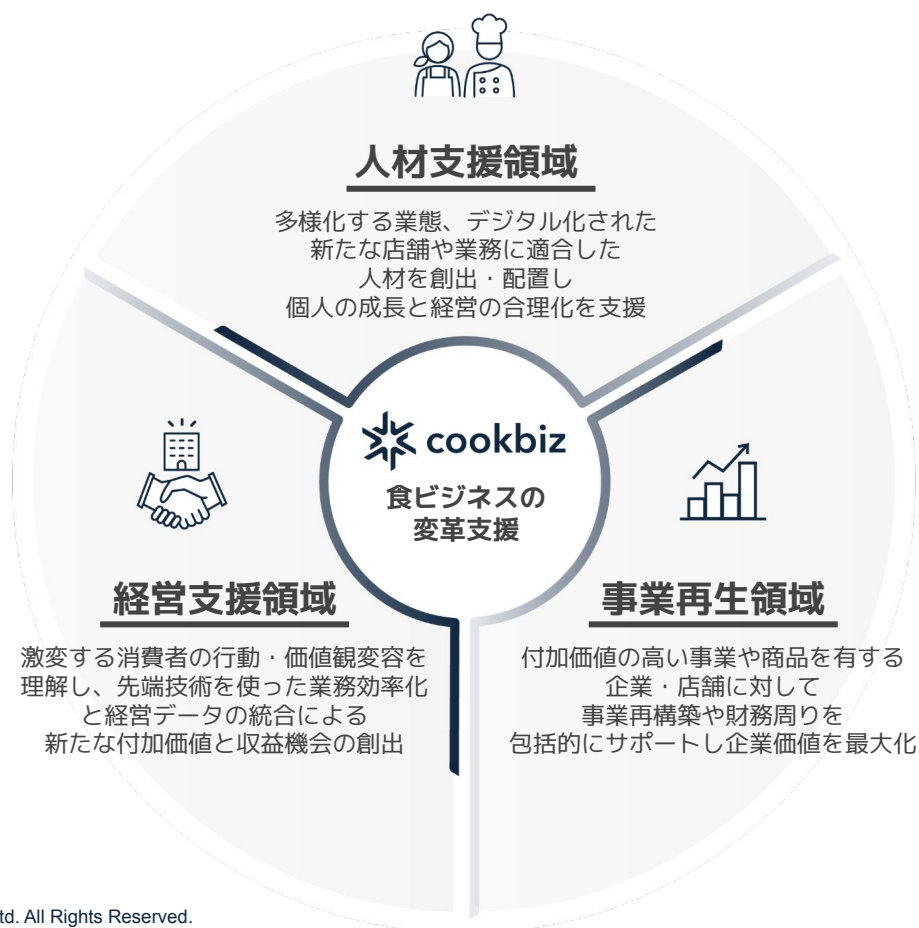 人材支援領域
多様化する業態、デジタル化された
新たな店舗や業務に適合した
人材を創出・配置し
個人の成長と経営の合理化を支援
cookbiz
食ビジネスの
変革支援
経営支援領域
激変する消費者の行動・価値観変容を
理解し、先端技術を使った業務効率化
と経営データの統合による
新たな付加価値と収益機会の創出
事業再生領域
付加価値の高い事業や商品を有する
企業・店舗に対して
事業再構築や財務周りを
包括的にサポートし企業価値を最大化
td. All Rights Reserved.